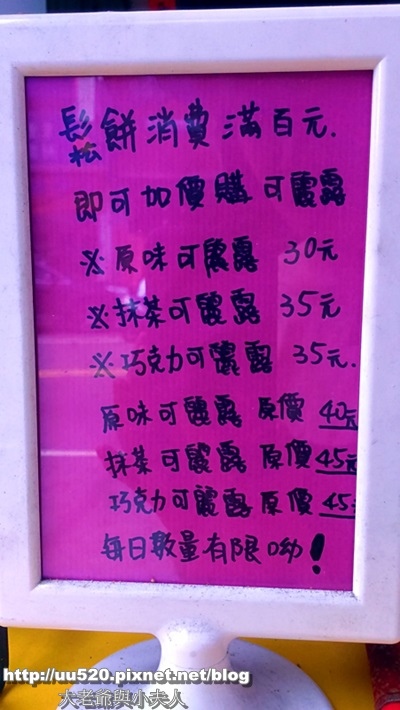 鬆餅消費滿百元.
即可加價購可麗露
※原味可麗露 30元
※抹茶可麗露 35元
※巧克力可麗露 35元.
原味可麗露 原價 40元
抹茶可麗露 原價 45元
巧克力可麗露 原價 45元
每日數量有限呦!
http://uu520.pixnet.net/blog
大老爺與小夫人